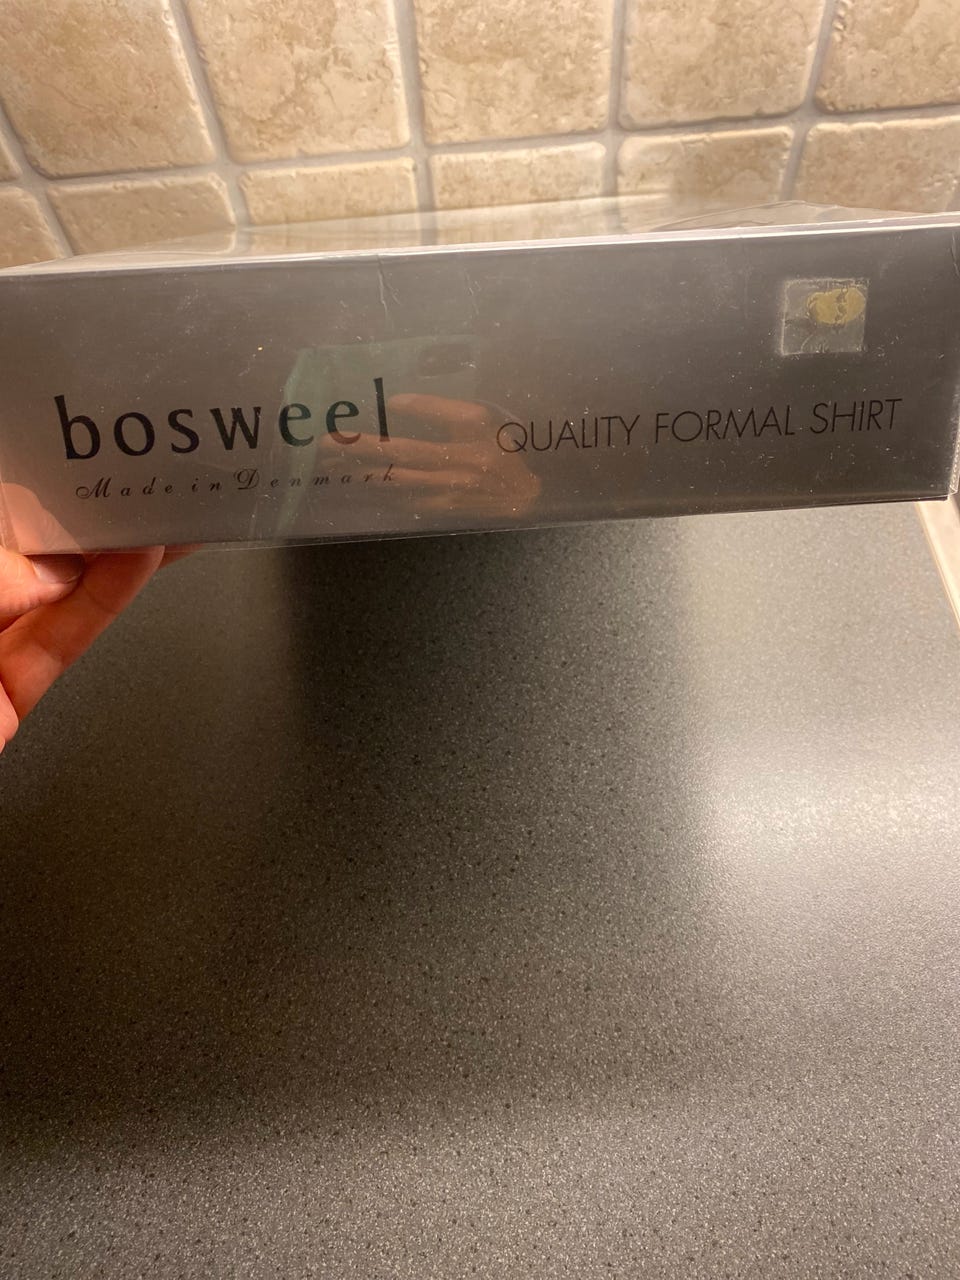 bosweel
Made in Denmark
QUALITY FORMAL SHIRT